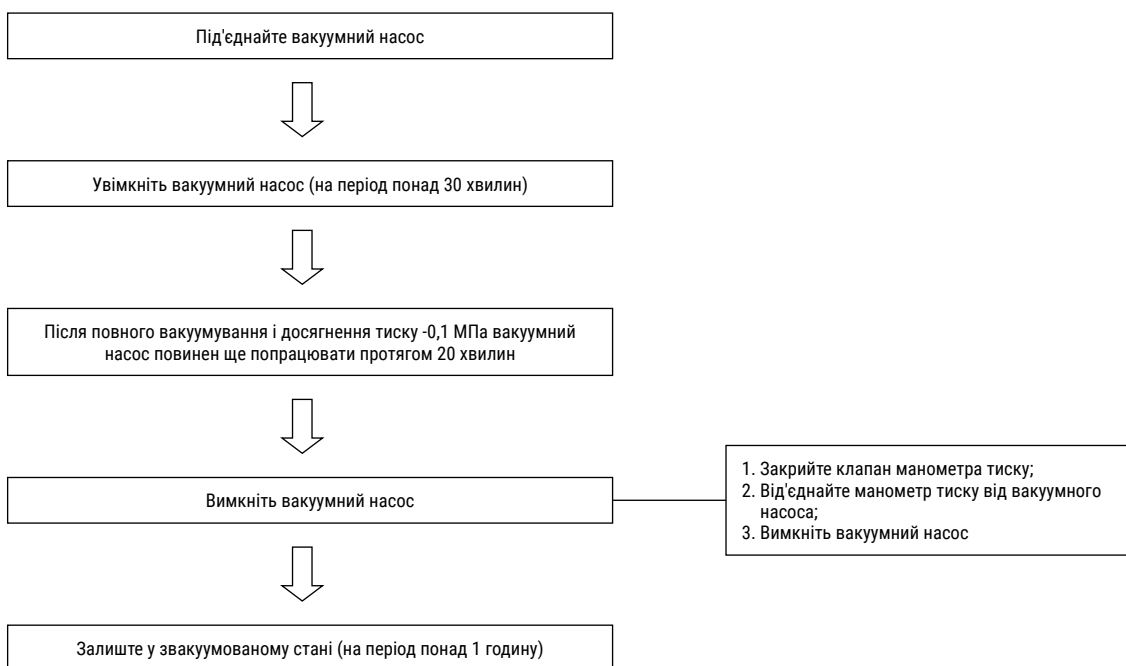 Під'єднайте вакуумний насос
Увімкніть вакуумний насос (на період понад 30 хвилин)
Після повного вакуумування і досягнення тиску -0,1 МПа вакуумний
насос повинен ще попрацювати протягом 20 хвилин
Вимкніть вакуумний насос
1. Закрийте клапан манометра тиску;
2. Від'єднайте манометр тиску від вакуумного
насоса;
3. Вимкніть вакуумний насос
Залиште у звакуумованому стані (на період понад 1 годину)